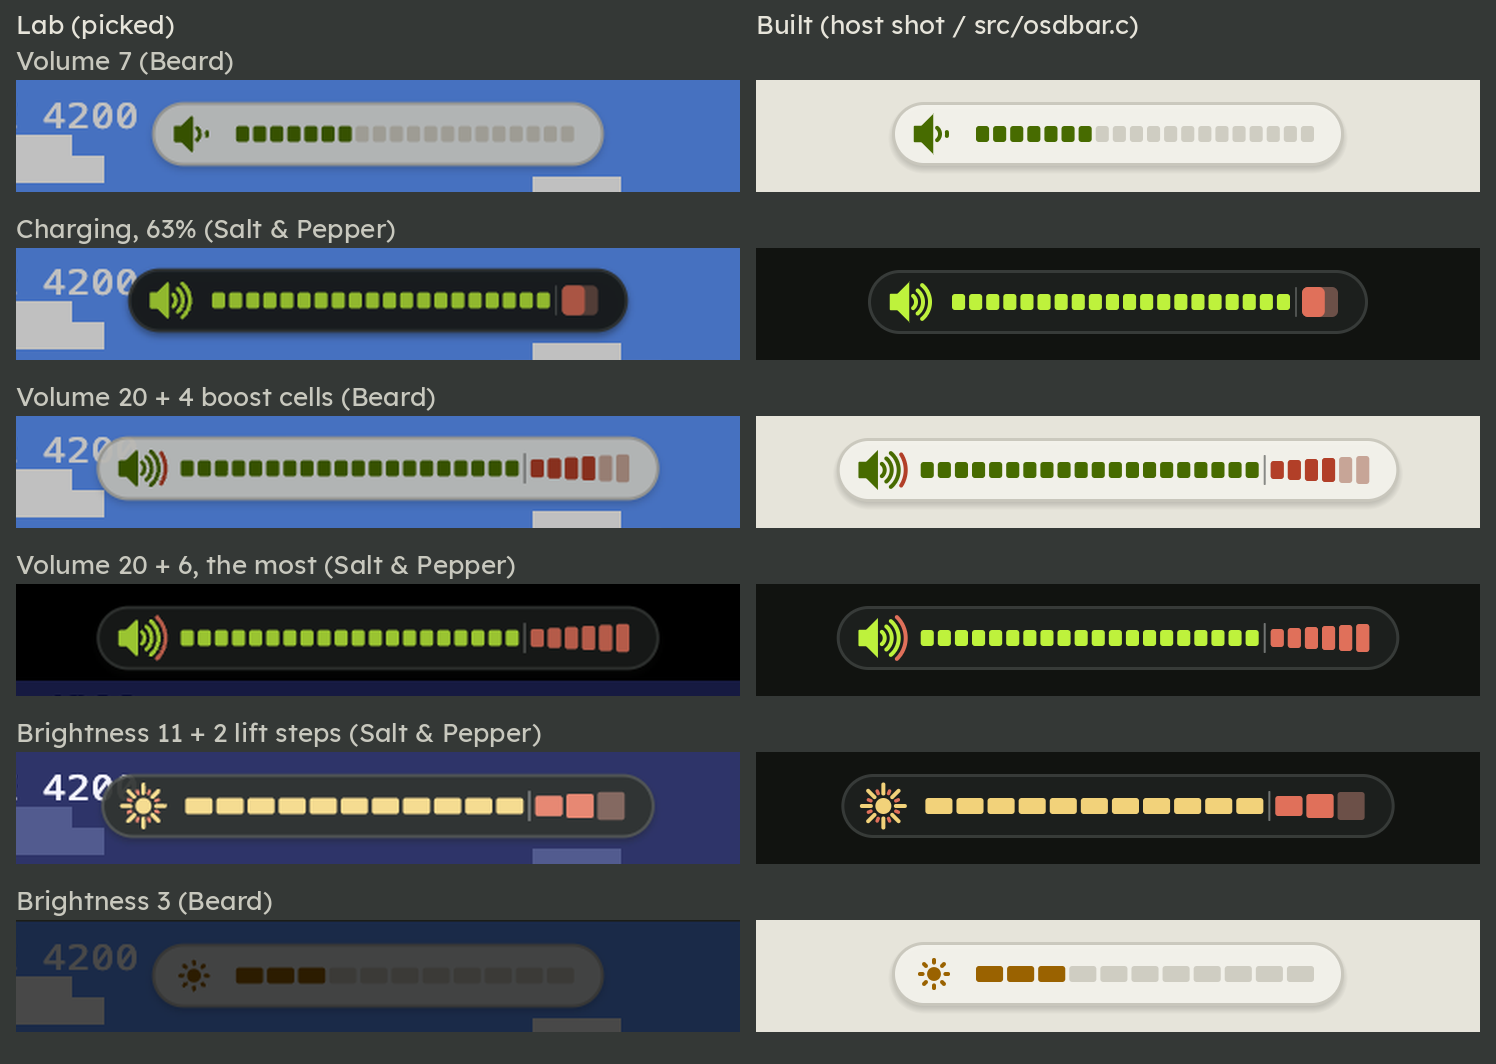 Lab (picked)
Built (host shot / src/osdbar.c)
Volume 7 (Beard)
4200
Charging, 63% (Salt & Pepper)
4200
Volume 20 + 4 boost cells (Beard)
420
Volume 20 + 6, the most (Salt & Pepper)
Brightness 11 + 2 lift steps (Salt & Pepper)
420
Brightness 3 (Beard)
4200